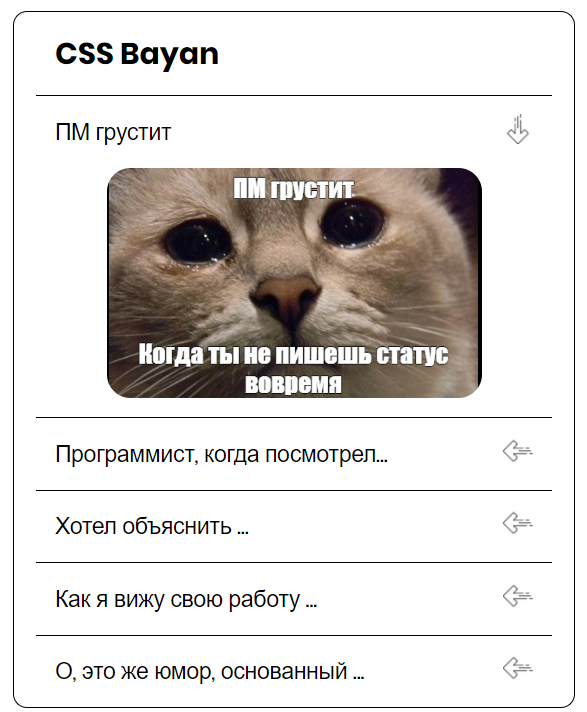 CSS Bayan
ПМ грустит
ПМ грустит
Когда ты не пишешь статус
вовремя
Программист, когда посмотрел...
Хотел объяснить ...
Как я вижу свою работу ...
О, это же юмор, основанный ...